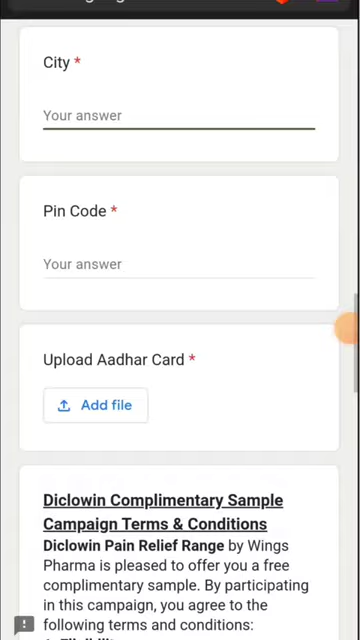 City *
Your answer
Pin Code *
Your answer
Upload Aadhar Card *
Add file
Diclowin Complimentary Sample
Campaign Terms & Conditions
Diclowin Pain Relief Range by Wings
Pharma is pleased to offer you a free
complimentary sample. By participating
in this campaign, you agree to the
following terms and conditions: